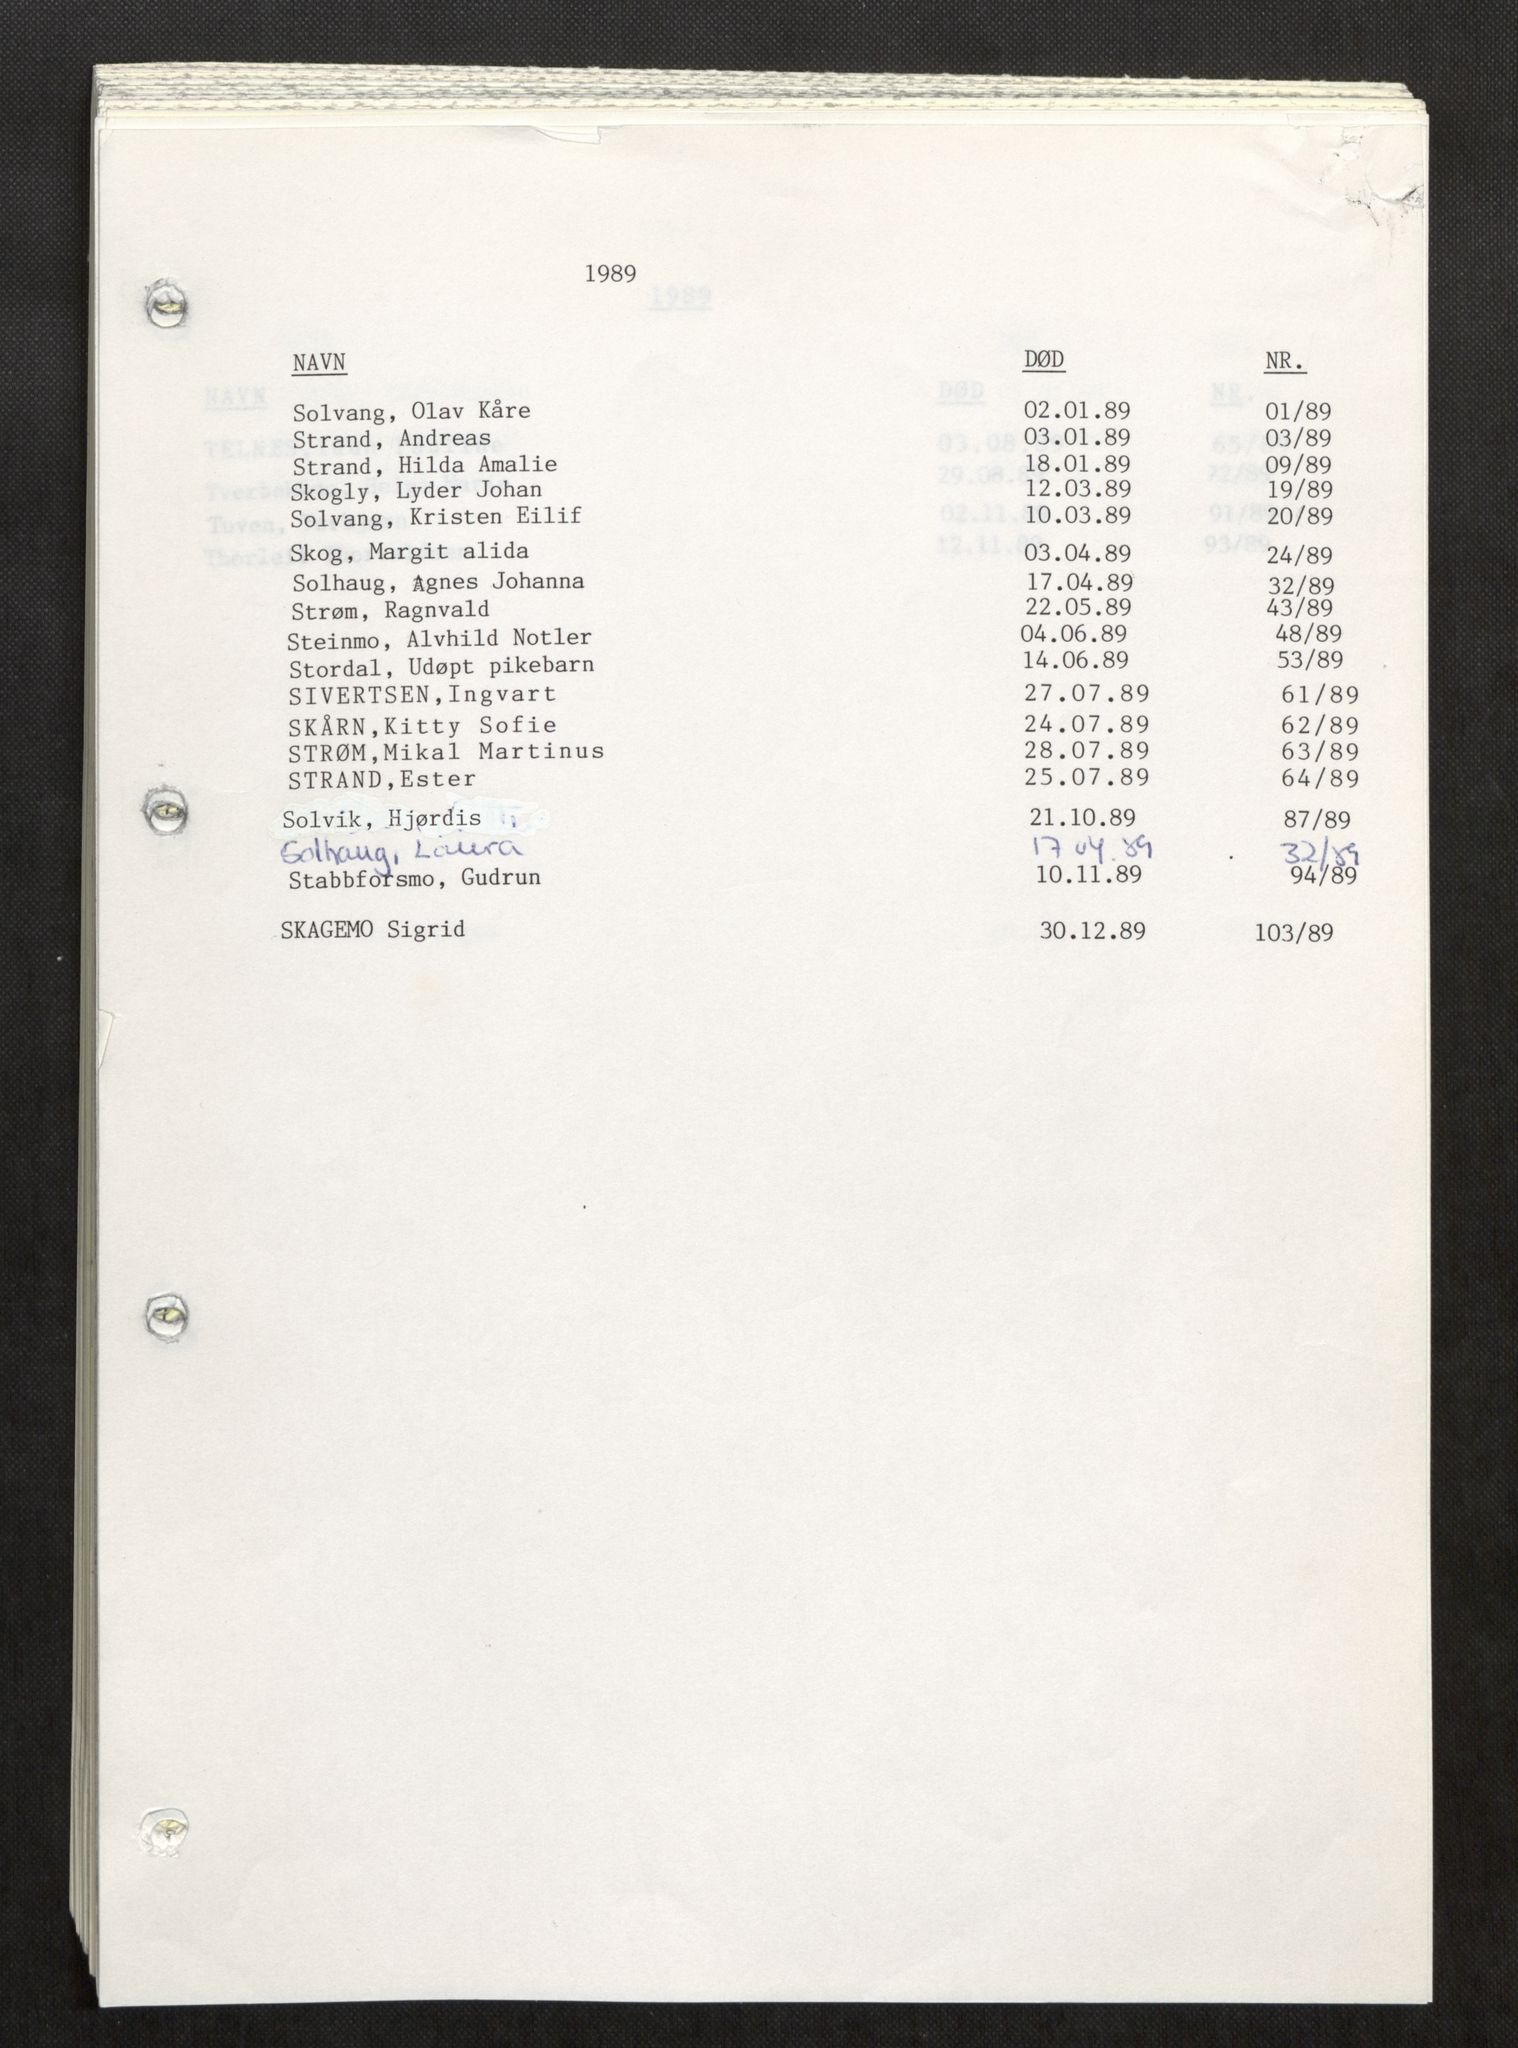 1989
NAVN DØD NR.
Solvang, Olav Kåre 02.01.89 01/89
Strand, Andreas 03.01.89 03/89
Strand, Hilda Amalie 18.01.89 09/89
Skogly, Lyder Johan 12.03.89 19/89
Solvang, Kristen Eilif 10.03.89 20/89
Skog, Margit alida 03.04.89 24/89
Solhaug, Agnes Johanna 17.04.89 32/89
Strøm, Ragnvald 22.05.89 43/89
Steinmo, Alvhild Notler 04.06.89 48/89
Stordal, Udøpt pikebarn 14.06.89 53/89
SIVERTSEN,Ingvart 27.07.89 61/89
SKÅRN,Kitty Sofie 24.07.89 62/89
STRØM,Mikal Martinus 28.07.89 63/89
STRAND,Ester 25.07.89 64/89
Solvik, Hjørdis 21.10.89 87/89
Solhaug, Laura 17 04.89 32/89
Stabbforsmo, Gudrun 10.11.89 94/89
SKAGEMO Sigrid 30.12.89 103/89